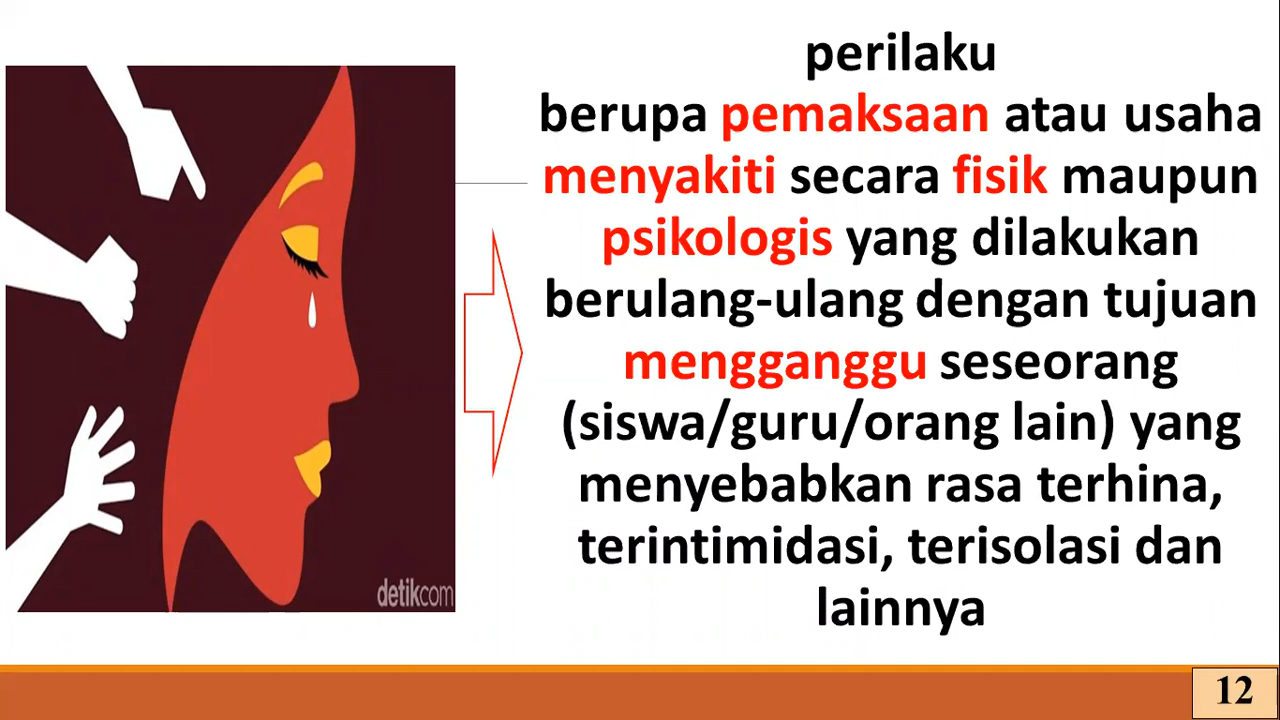 perilaku
berupa pemaksaan atau usaha
menyakiti secara fisik maupun
psikologis yang dilakukan
berulang-ulang dengan tujuan
mengganggu seseorang
(siswa/guru/orang lain) yang
menyebabkan rasa terhina,
terintimidasi, terisolasi dan
lainnya
detikcom
12